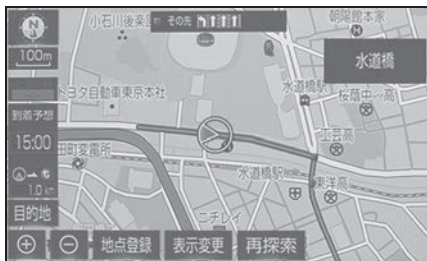 N
小石川後楽
その先
朝陽館本家
100m
水道橋
トヨタ自動車東京本社
水道橋駅
桜蔭中〜高
到着予想
15:00
工芸高
田町変電所
水道橋駅
東洋高
1.0 km
目的地
ニチレイ
地点登録
表示変更
再探索